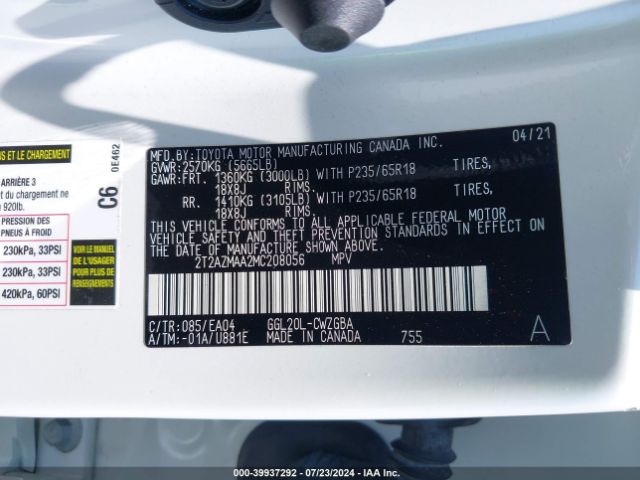 ET LE CHARGEMENT
ARRIÈRE 3
t du chargement ne
920lb.
PRESSION DES
PNEUS À FROID
230kPa, 33PSI
230kPa, 33PSI
420kPa, 60PSI
VOIR LE MANUEL
DE L'USAGER
POUR PLUS DE
RENSEIGNEMENTS
C6
0E462
MFD.BY:TOYOTA MOTOR MANUFACTURING CANADA INC. 04/21
GVWR:2570KG (5665LB)
GAWR:FRT. 1360KG (3000LB) WITH P235/65R18 TIRES,
18X8J RIMS.
RR. 1410KG (3105LB) WITH P235/65R18 TIRES,
18X8J RIMS.
THIS VEHICLE CONFORMS TO ALL APPLICABLE FEDERAL MOTOR
VEHICLE SAFETY AND THEFT PREVENTION STANDARDS IN EFFECT ON
THE DATE OF MANUFACTURE SHOWN ABOVE.
2T2AZMAA2MC208056 MPV
C/TR:085/EA04 GGL20L-CWZGBA
A/TM:-01A/U881E MADE IN CANADA 755 A
000-39937292 - 07/23/2024 - IAA Inc.